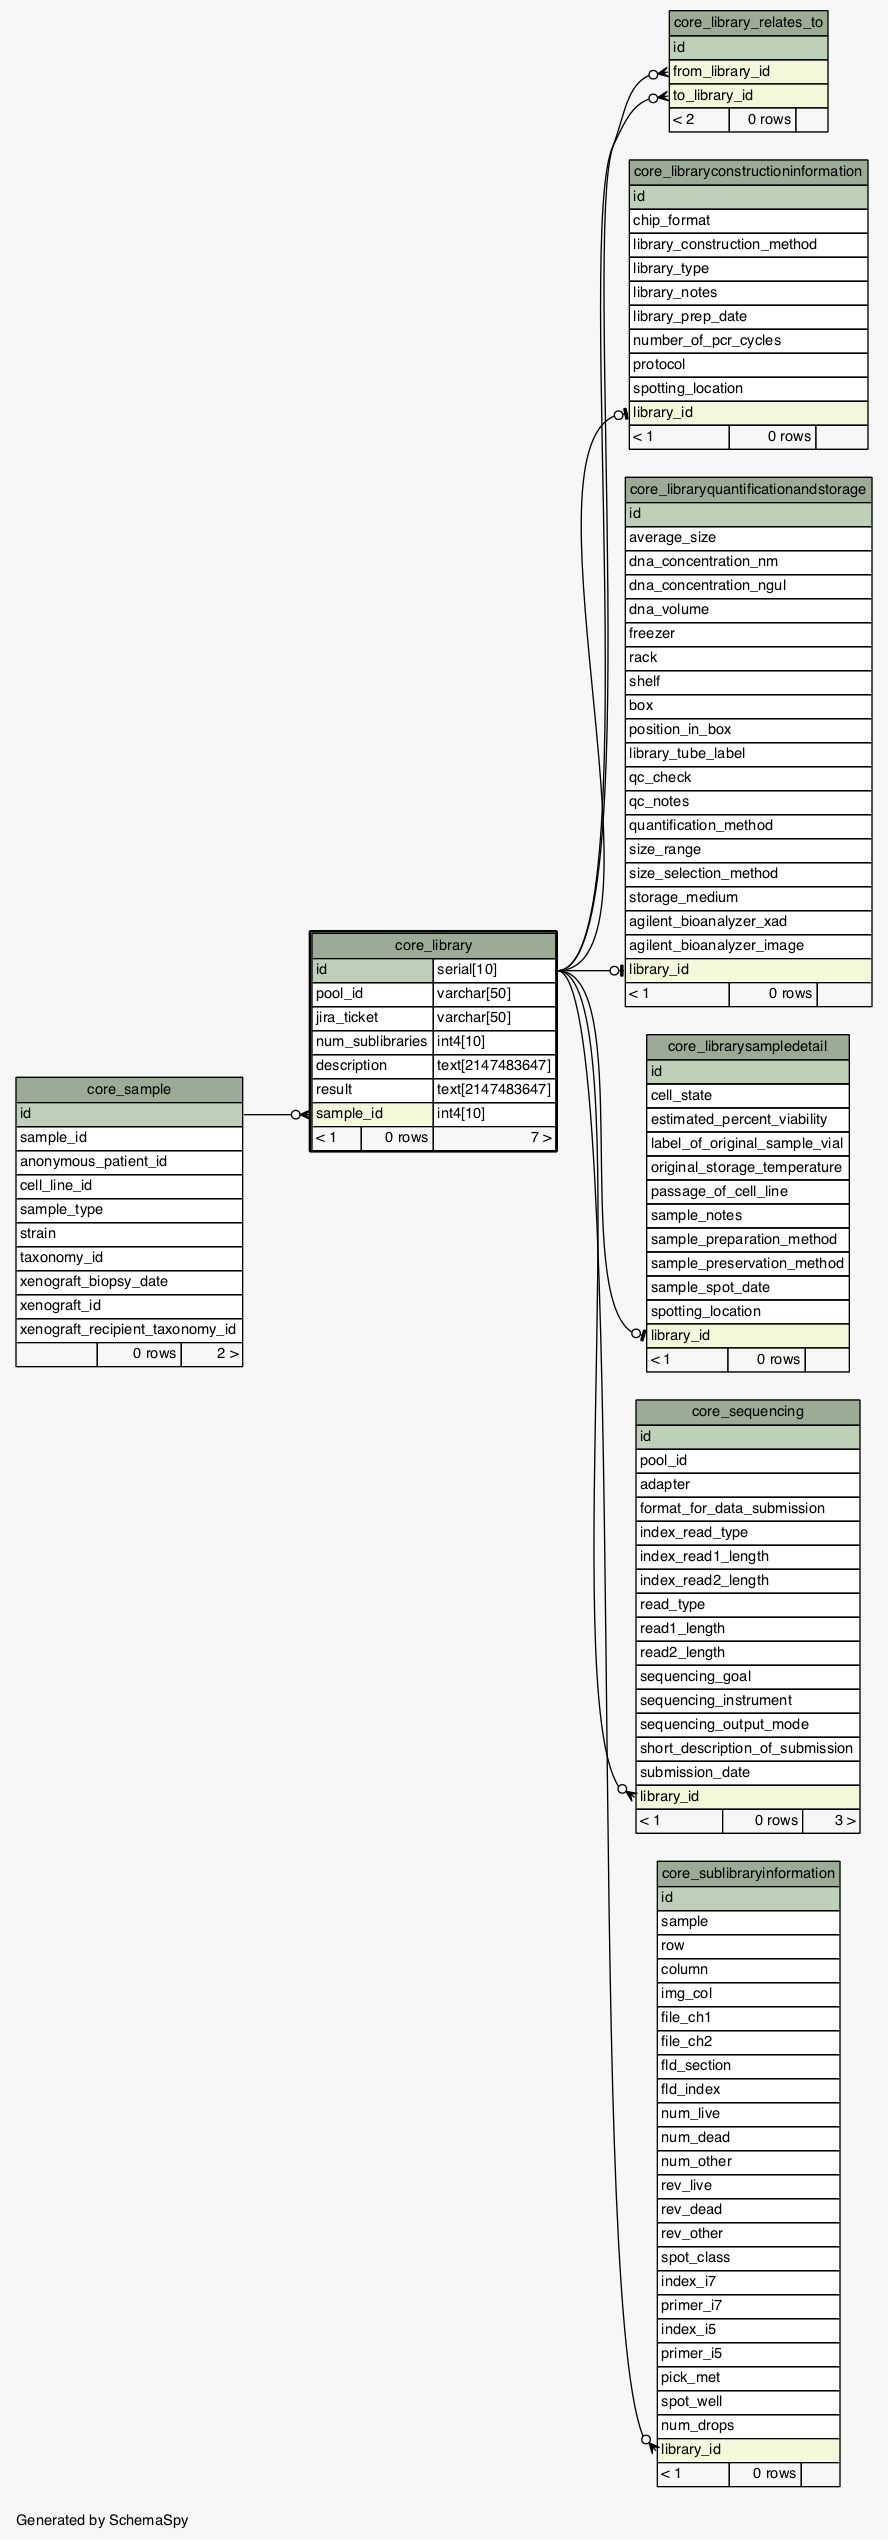 core_library_relates_to
id
from_library_id
to_library_id
< 2 0 rows
core_libraryconstructioninformation
id
chip_format
library_construction_method
library_type
library_notes
library_prep_date
number_of_pcr_cycles
protocol
spotting_location
library_id
< 1 0 rows
core_libraryquantificationandstorage
id
average_size
dna_concentration_nm
dna_concentration_ngul
dna_volume
freezer
rack
shelf
box
position_in_box
library_tube_label
qc_check
qc_notes
quantification_method
size_range
size_selection_method
storage_medium
agilent_bioanalyzer_xad
agilent_bioanalyzer_image
library_id
< 1 0 rows
core_library
id serial[10]
pool_id varchar[50]
jira_ticket varchar[50]
num_sublibraries int4[10]
description text[2147483647]
result text[2147483647]
sample_id int4[10]
< 1 0 rows 7 >
core_sample
id
sample_id
anonymous_patient_id
cell_line_id
sample_type
strain
taxonomy_id
xenograft_biopsy_date
xenograft_id
xenograft_recipient_taxonomy_id
0 rows 2 >
core_librarysampledetail
id
cell_state
estimated_percent_viability
label_of_original_sample_vial
original_storage_temperature
passage_of_cell_line
sample_notes
sample_preparation_method
sample_preservation_method
sample_spot_date
spotting_location
library_id
< 1 0 rows
core_sequencing
id
pool_id
adapter
format_for_data_submission
index_read_type
index_read1_length
index_read2_length
read_type
read1_length
read2_length
sequencing_goal
sequencing_instrument
sequencing_output_mode
short_description_of_submission
submission_date
library_id
< 1 0 rows 3 >
core_sublibraryinformation
id
sample
row
column
img_col
file_ch1
file_ch2
fld_section
fld_index
num_live
num_dead
num_other
rev_live
rev_dead
rev_other
spot_class
index_i7
primer_i7
index_i5
primer_i5
pick_met
spot_well
num_drops
library_id
< 1 0 rows
Generated by SchemaSpy